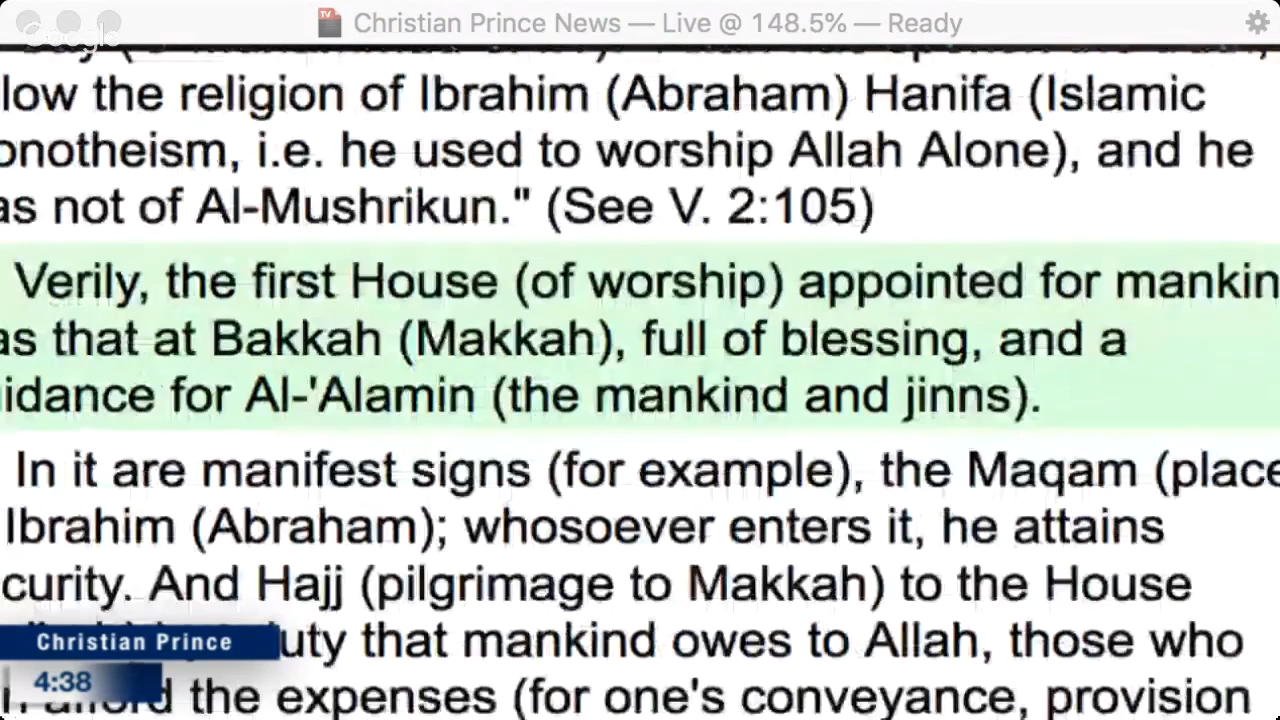 Christian Prince News — Live @ 148.5% — Ready
Google
low the religion of Ibrahim (Abraham) Hanifa (Islamic
onotheism, i.e. he used to worship Allah Alone), and he
as not of Al-Mushrikun." (See V. 2:105)
Verily, the first House (of worship) appointed for mankin
as that at Bakkah (Makkah), full of blessing, and a
idance for Al-'Alamin (the mankind and jinns).
In it are manifest signs (for example), the Maqam (place
Ibrahim (Abraham); whosoever enters it, he attains
curity. And Hajj (pilgrimage to Makkah) to the House
uty that mankind owes to Allah, those who
Christian Prince
4:38
the expenses (for one's conveyance, provision